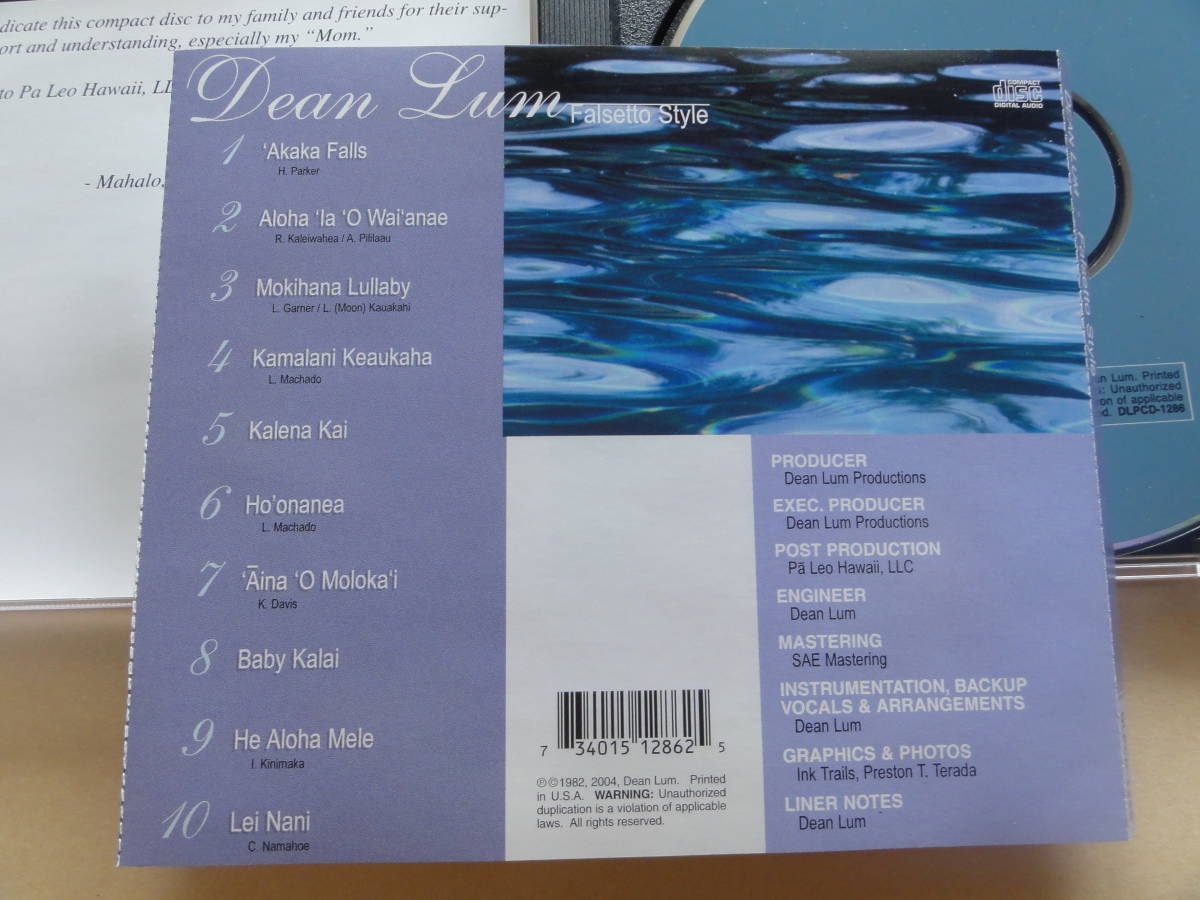 dicate this compact disc to my family and friends for their sup-
ort and understanding, especially my “Mom.”
to Pa Leo Hawaii, LL
- Mahalo,
Dean Lum
Falsetto Style
COMPACT
disc
DIGITAL AUDIO
1 ‘Akaka Falls
H. Parker
2 Aloha ‘Ia ‘O Wai'anae
R. Kaleiwahea / A. Pililaau
3 Mokihana Lullaby
L. Garner / L. (Moon) Kauakahi
4 Kamalani Keaukaha
L. Machado
5 Kalena Kai
6 Ho’onanea
L. Machado
7 ‘Āina ‘O Moloka‘i
K. Davis
8 Baby Kalai
9 He Aloha Mele
I. Kinimaka
10 Lei Nani
C. Namahoe
PRODUCER
Dean Lum Productions
EXEC. PRODUCER
Dean Lum Productions
POST PRODUCTION
Pā Leo Hawaii, LLC
ENGINEER
Dean Lum
MASTERING
SAE Mastering
INSTRUMENTATION, BACKUP
VOCALS & ARRANGEMENTS
Dean Lum
GRAPHICS & PHOTOS
Ink Trails, Preston T. Terada
LINER NOTES
Dean Lum
7 34015 12862 5
℗©1982, 2004, Dean Lum. Printed
in U.S.A. WARNING: Unauthorized
duplication is a violation of applicable
laws. All rights reserved.
an Lum. Printed
: Unauthorized
ion of applicable
d. DLPCD-1286